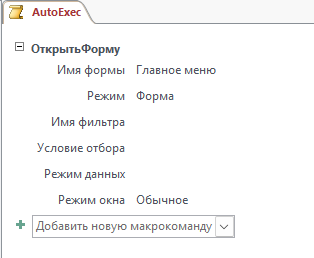 AutoExec
ОткрытьФорму
Имя формы Главное меню
Режим Форма
Имя фильтра
Условие отбора
Режим данных
Режим окна Обычное
Добавить новую макрокоманду